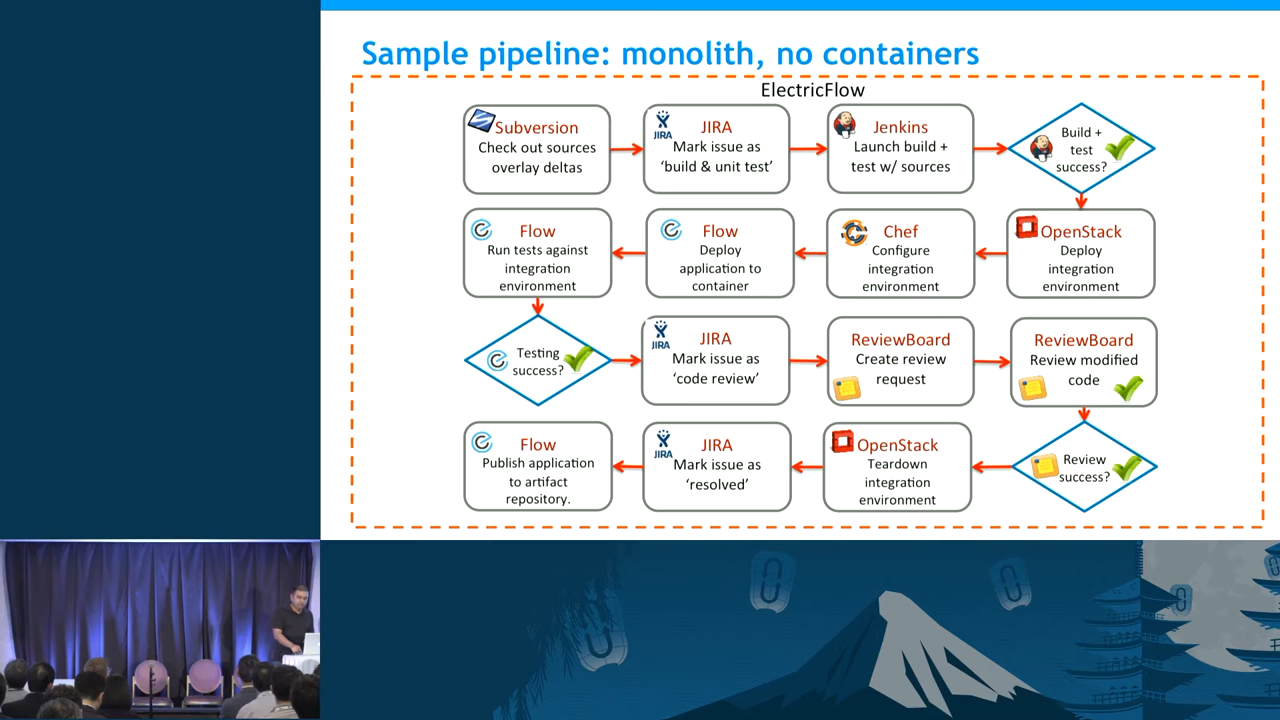 Sample pipeline: monolith, no containers
ElectricFlow
Subversion
Check out sources
overlay deltas
JIRA
JIRA
Mark issue as
‘build & unit test’
Jenkins
Launch build +
test w/ sources
Build +
test
success?
Flow
Run tests against
integration
environment
Flow
Deploy
application to
container
Chef
Configure
integration
environment
OpenStack
Deploy
integration
environment
Testing
success?
JIRA
JIRA
Mark issue as
‘code review’
ReviewBoard
Create review
request
ReviewBoard
Review modified
code
Flow
Publish application
to artifact
repository.
JIRA
JIRA
Mark issue as
‘resolved’
OpenStack
Teardown
integration
environment
Review
success?